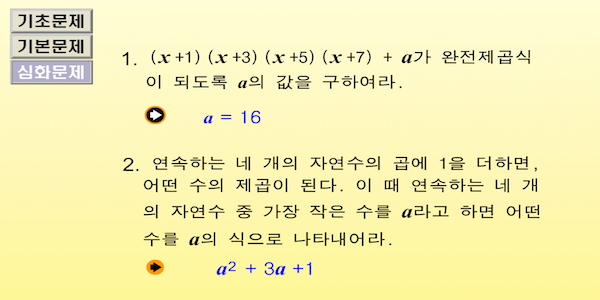 기초문제
기본문제
심화문제
1. (x+1) (x+3) (x+5) (x+7) + a가 완전제곱식
이 되도록 a의 값을 구하여라.
a = 16
2. 연속하는 네 개의 자연수의 곱에 1을 더하면,
어떤 수의 제곱이 된다. 이 때 연속하는 네 개
의 자연수 중 가장 작은 수를 a라고 하면 어떤
수를 a의 식으로 나타내어라.
a² + 3a +1